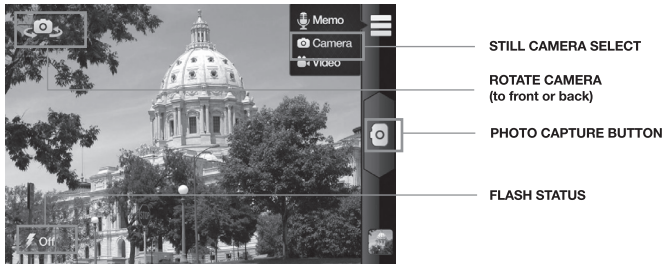 Memo
Camera
Video
STILL CAMERA SELECT
ROTATE CAMERA
(to front or back)
PHOTO CAPTURE BUTTON
FLASH STATUS
Off